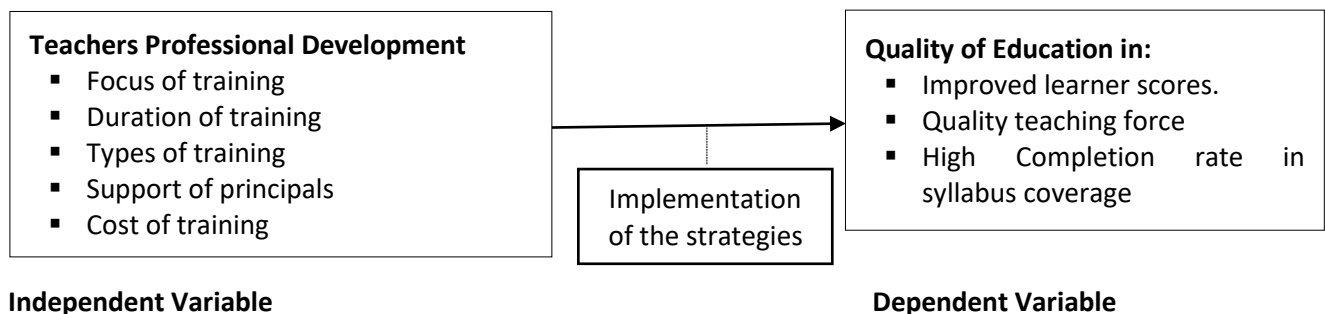 Teachers Professional Development
▪ Focus of training
▪ Duration of training
▪ Types of training
▪ Support of principals
▪ Cost of training
Implementation
of the strategies
Quality of Education in:
▪ Improved learner scores.
▪ Quality teaching force
▪ High Completion rate in
syllabus coverage
Independent Variable
Dependent Variable